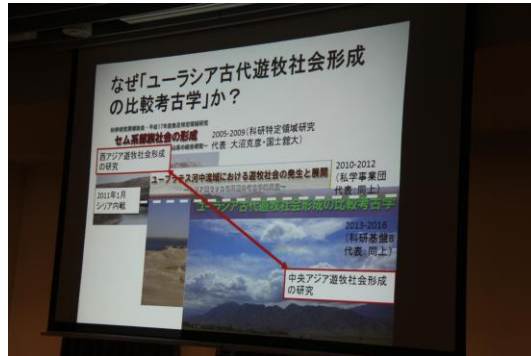 なぜ「ユーラシア古代遊牧社会形成
の比較考古学」か？
セム系部族社会の形成
2005-2009(科研特定領域研究
代表：大沼克彦・国士舘大)
西アジア遊牧社会形成
の研究
ユーフラテス河中流域における遊牧社会の発生と展開
2010-2012
(私学事業団
代表：同上)
2011年1月
シリア内戦
ユーラシア古代遊牧社会形成の比較考古学
2013-2016
(科研基盤B
代表：同上)
中央アジア遊牧社会形成
の研究